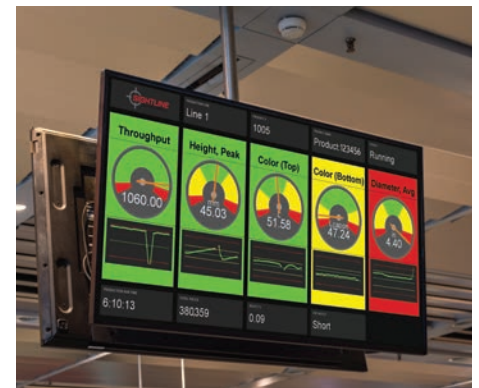 SIGHTLINE
Line 1
1005
Product 123456
Running
Throughput
Height, Peak
Color (Top)
Color (Bottom)
Diameter, Avg
1060.00
45.03
51.58
47.24
4.40
6:10:13
380359
0.09
Short